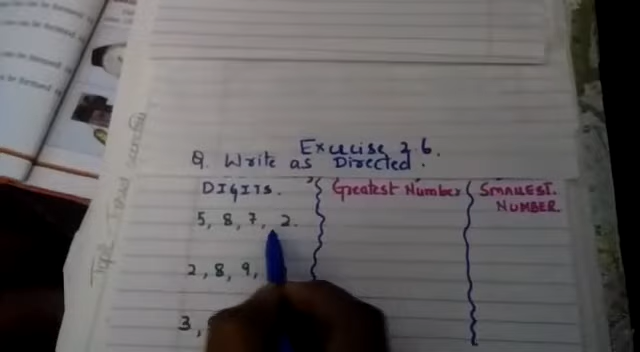 Exercise 2.6.
Q. Write as Directed.
DIGITS. Greatest Number SMALLEST. NUMBER.
5, 8, 7, 2.
2, 8, 9,
3,